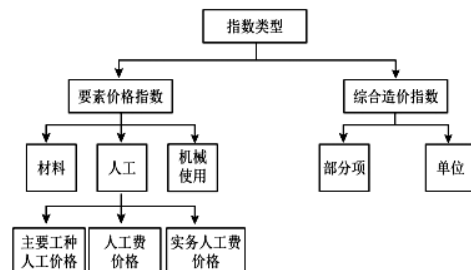 指数类型
要素价格指数
综合造价指数
材料
人工
机械
使用
部分项
单位
主要工种
人工价格
人工费
价格
实务人工费
价格